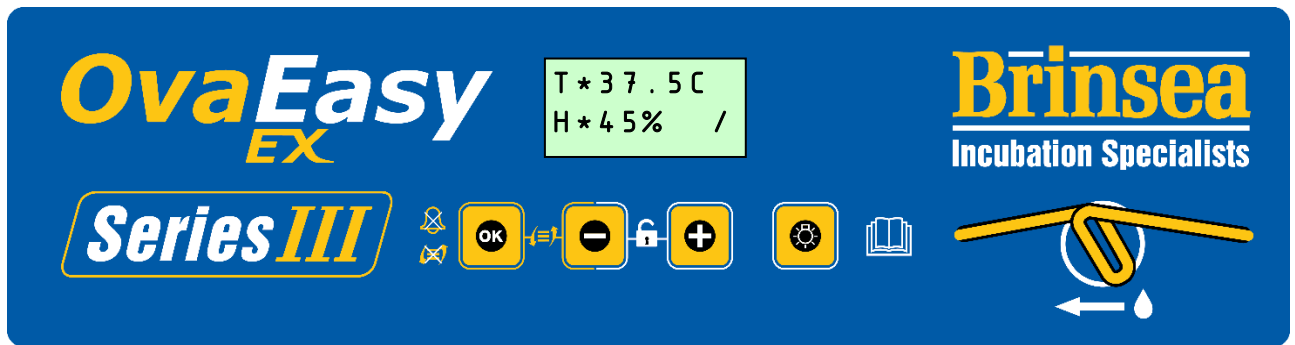 OvaEasy
EX
T*37.5C
H*45% /
Brinsea
Incubation Specialists
Series III
OK